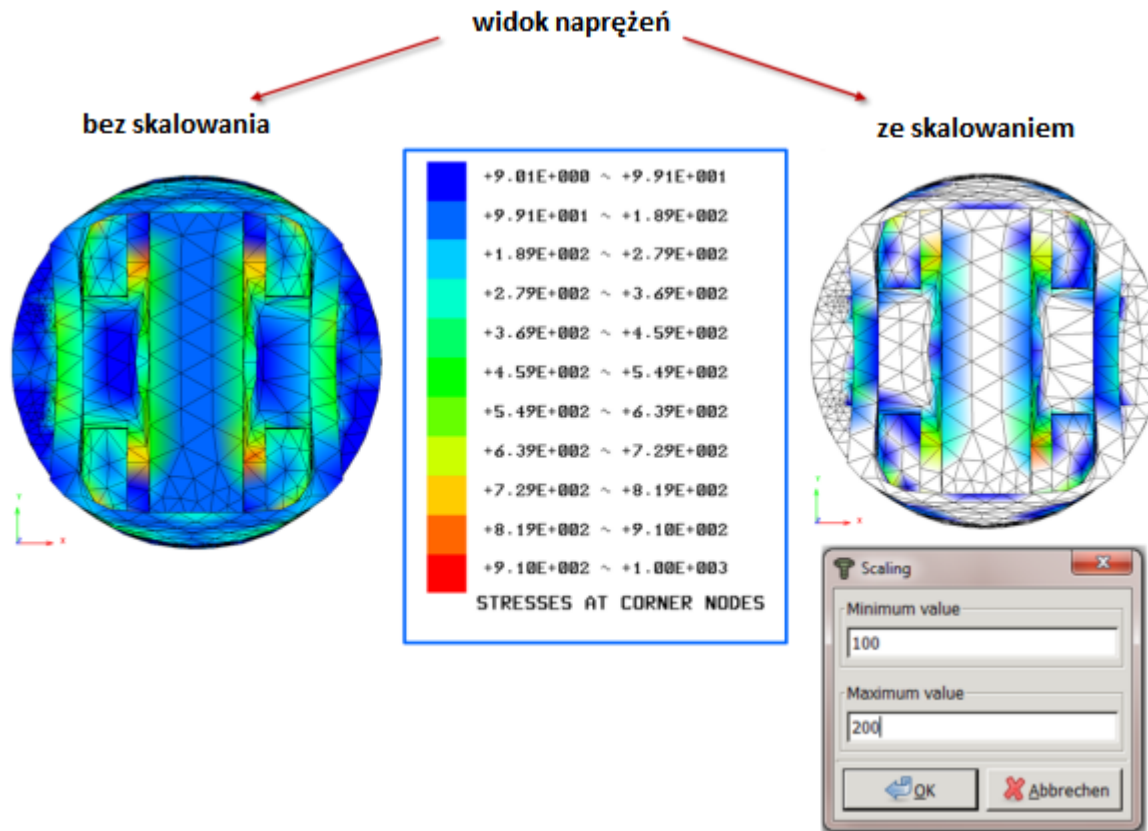 widok naprężeń
bez skalowania
ze skalowaniem
+9.01E+000 ~ +9.91E+001
+9.91E+001 ~ +1.89E+002
+1.89E+002 ~ +2.79E+002
+2.79E+002 ~ +3.69E+002
+3.69E+002 ~ +4.59E+002
+4.59E+002 ~ +5.49E+002
+5.49E+002 ~ +6.39E+002
+6.39E+002 ~ +7.29E+002
+7.29E+002 ~ +8.19E+002
+8.19E+002 ~ +9.10E+002
+9.10E+002 ~ +1.00E+003
STRESSES AT CORNER NODES
Y
Z
X
Y
Z
X
Scaling
Minimum value
100
Maximum value
200
OK
Abbrechen